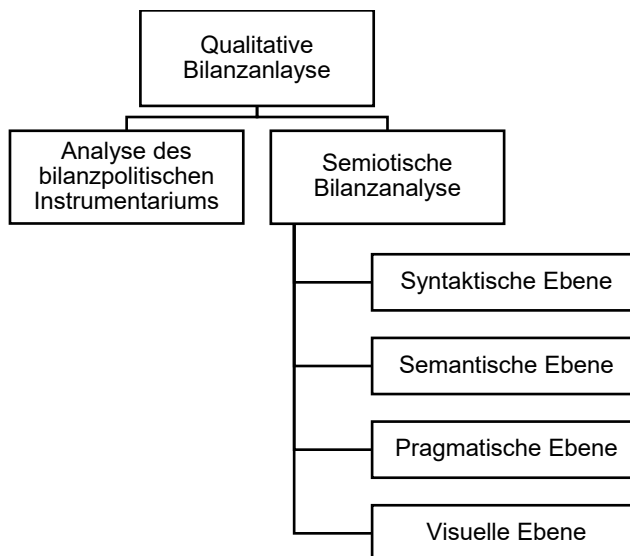 Qualitative
Bilanzanlayse
Analyse des
bilanzpolitischen
Instrumentariums
Semiotische
Bilanzanalyse
Syntaktische Ebene
Semantische Ebene
Pragmatische Ebene
Visuelle Ebene